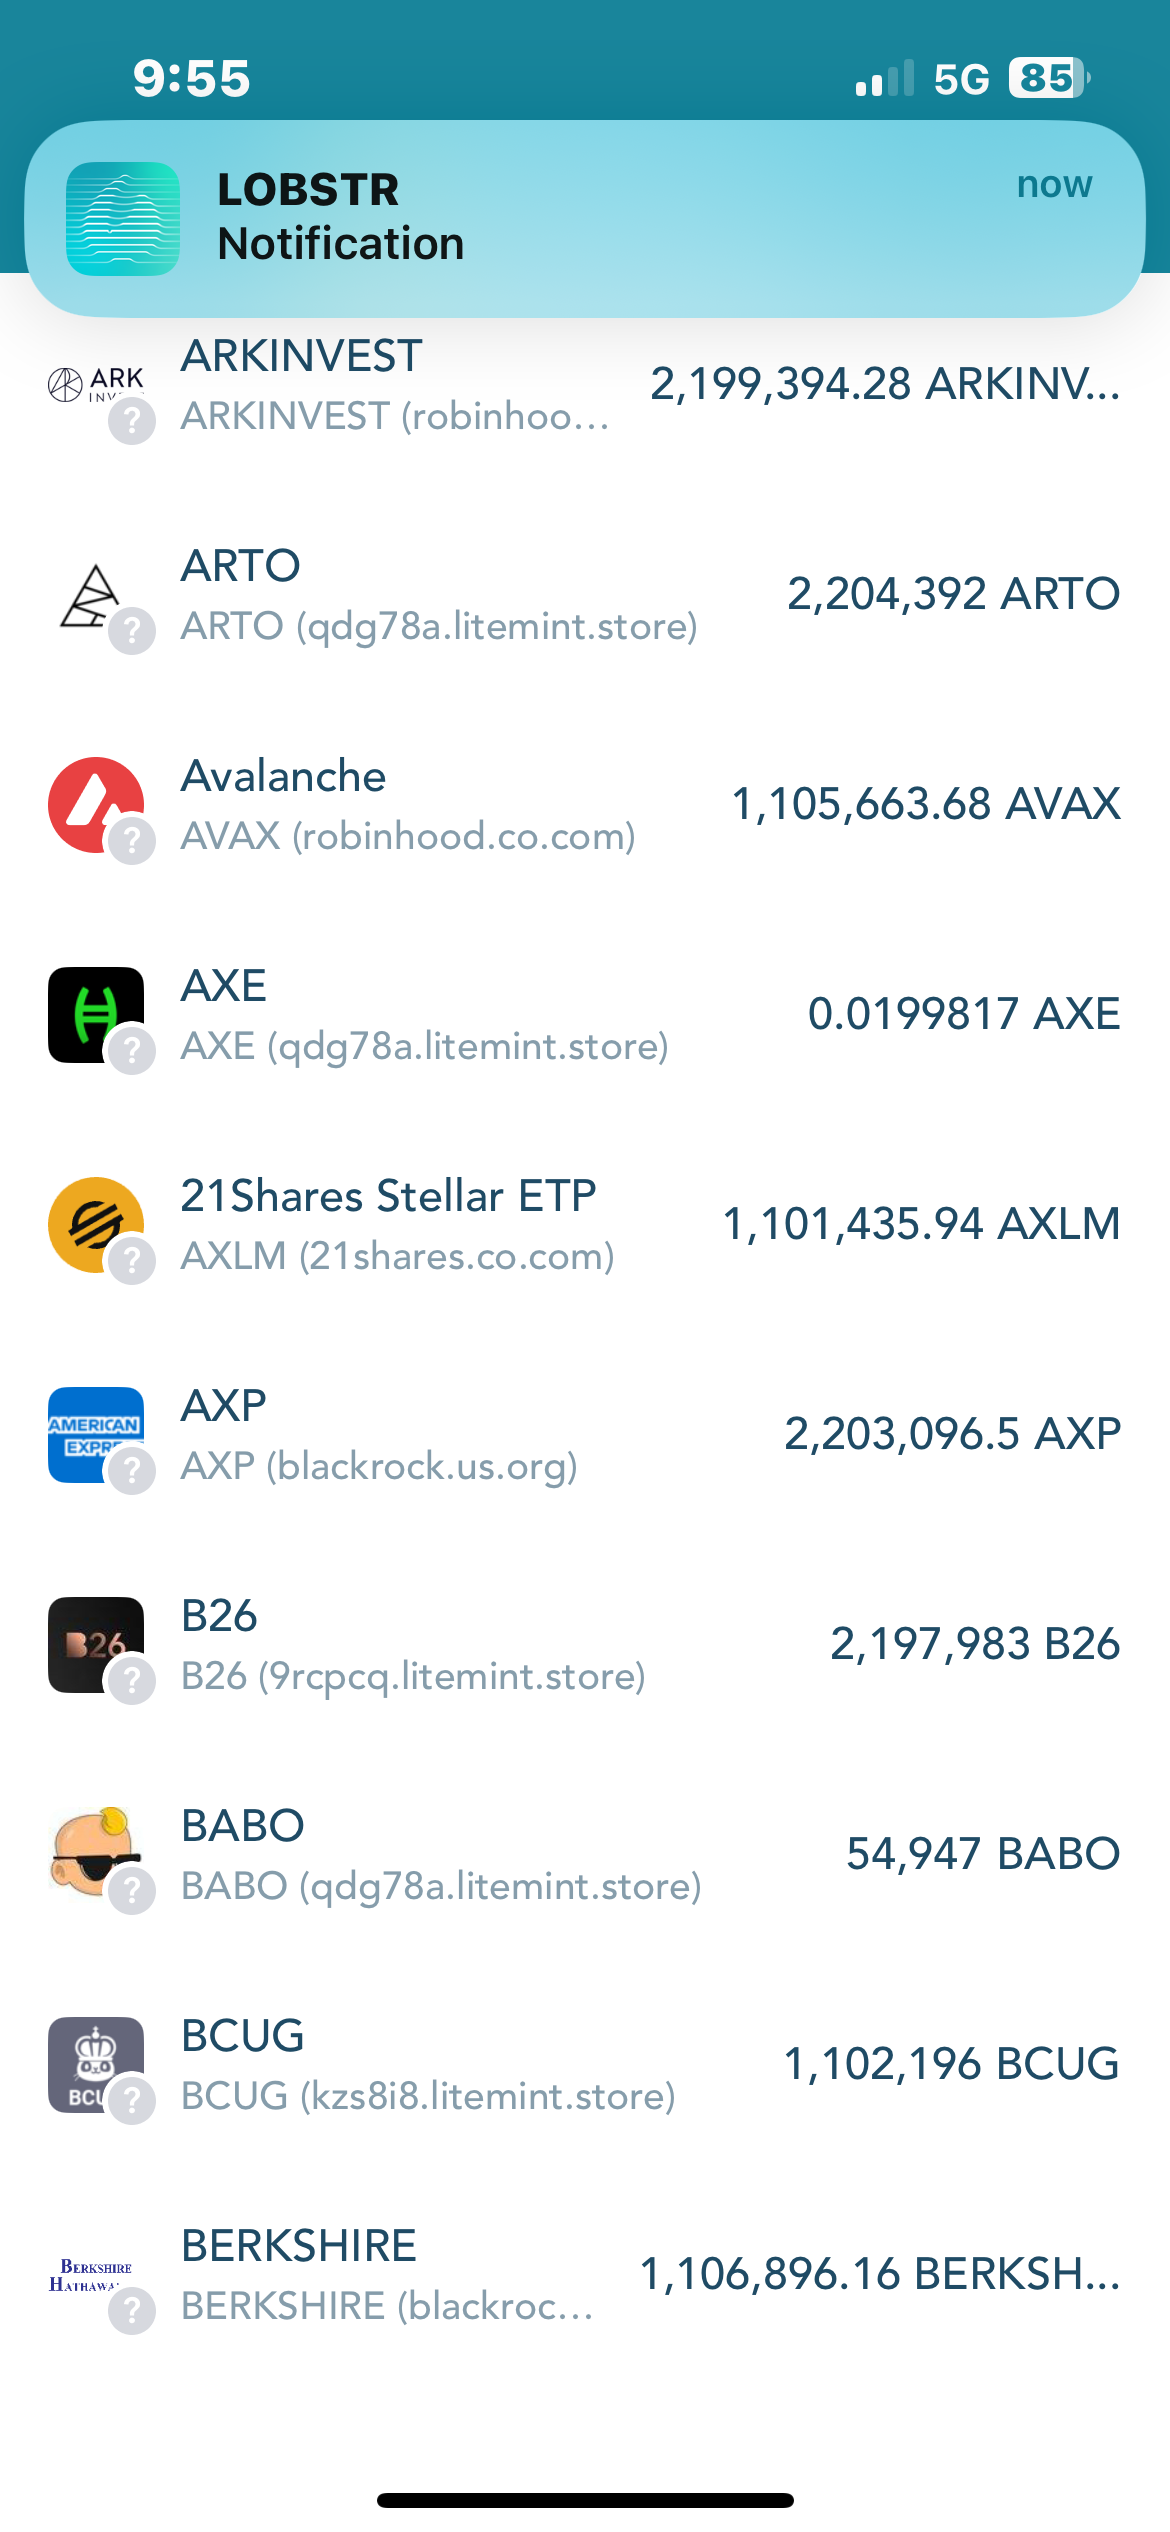 9:55
5G 85
LOBSTR
now
Notification
ARK
ARKINVEST
2,199,394.28 ARKINV...
ARKINVEST (robinhoo...
?
ARTO
2,204,392 ARTO
ARTO (qdg78a.litemint.store)
?
Avalanche
1,105,663.68 AVAX
AVAX (robinhood.co.com)
?
AXE
0.0199817 AXE
AXE (qdg78a.litemint.store)
?
21Shares Stellar ETP
1,101,435.94 AXLM
AXLM (21shares.co.com)
?
AMERICAN
AXP
2,203,096.5 AXP
AXP (blackrock.us.org)
?
B26
B26
2,197,983 B26
B26 (9rcpcq.litemint.store)
?
BABO
54,947 BABO
BABO (qdg78a.litemint.store)
?
BCUG
1,102,196 BCUG
BCUG (kzs8i8.litemint.store)
?
BERKSHIRE
BERKSHIRE
1,106,896.16 BERKSH...
BERKSHIRE (blackroc...
?